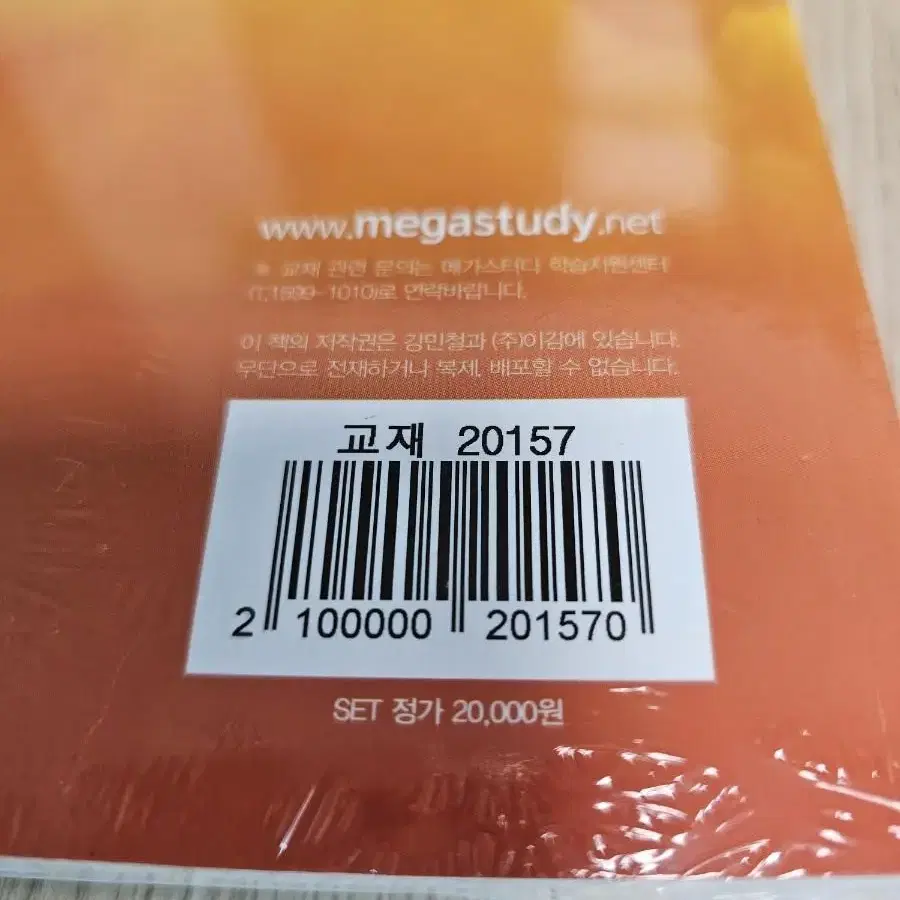 www.megastudy.net
※ 교재 관련 문의는 메가스터디 학습지원센터
(T.1899-1010)로 연락바랍니다.
이 책의 저작권은 강민철과 (주)이감에 있습니다.
무단으로 전재하거나 복제, 배포할 수 없습니다.
교재 20157
2 100000 201570
SET 정가 20,000원